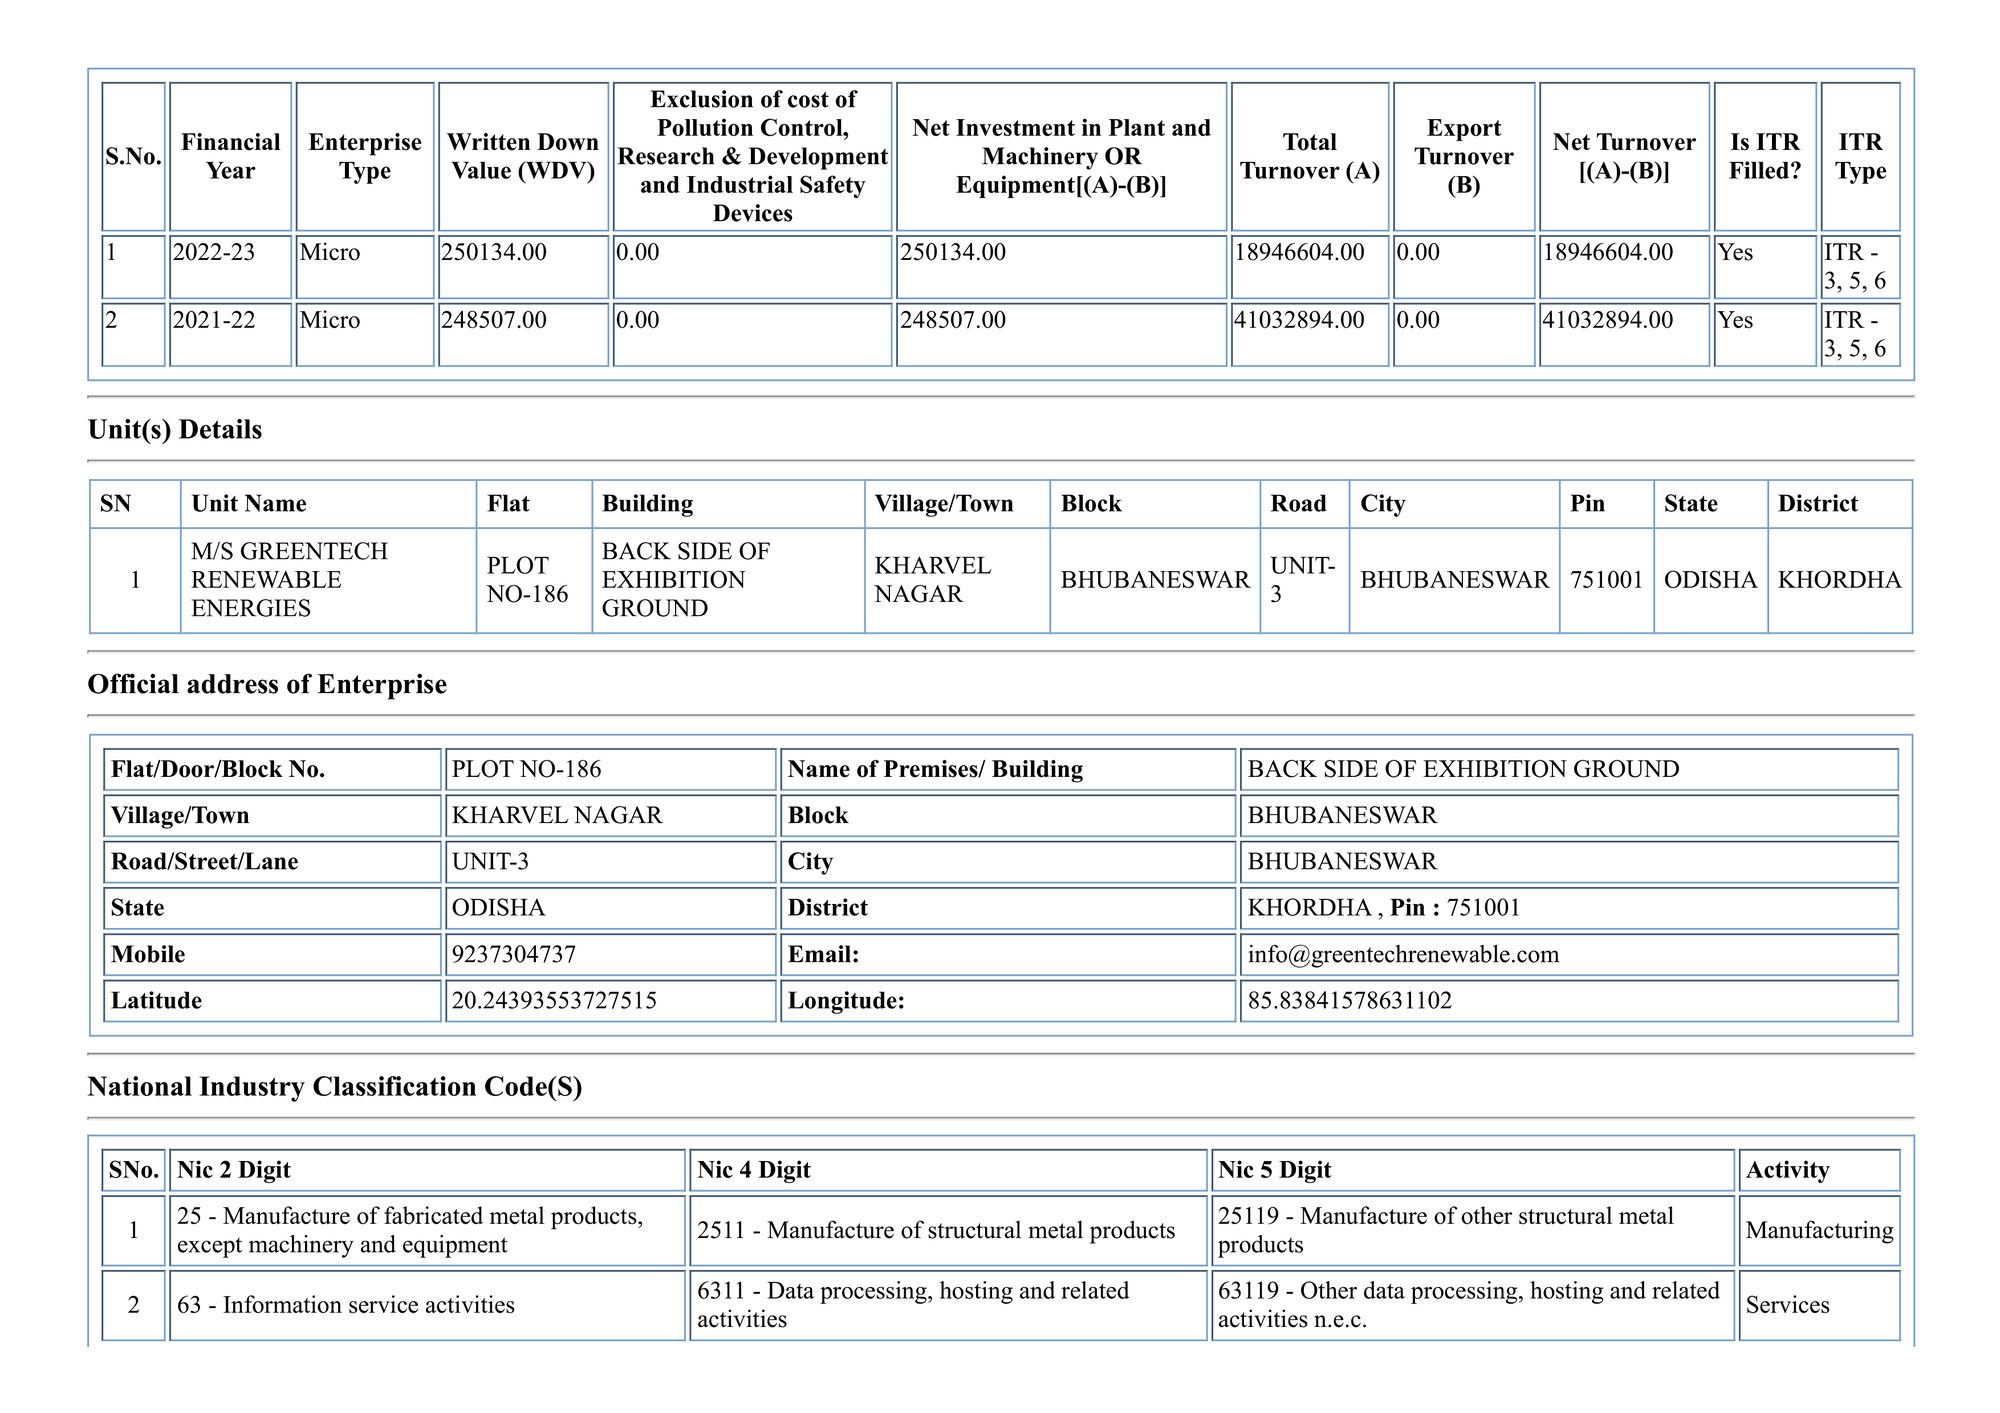 S.No. Financial Year Enterprise Type Written Down Value (WDV) Exclusion of cost of Pollution Control, Research & Development and Industrial Safety Devices Net Investment in Plant and Machinery OR Equipment[(A)-(B)] Total Turnover (A) Export Turnover (B) Net Turnover [(A)-(B)] Is ITR Filled? ITR Type
1 2022-23 Micro 250134.00 0.00 250134.00 18946604.00 0.00 18946604.00 Yes ITR - 3, 5, 6
2 2021-22 Micro 248507.00 0.00 248507.00 41032894.00 0.00 41032894.00 Yes ITR - 3, 5, 6
Unit(s) Details
SN Unit Name Flat Building Village/Town Block Road City Pin State District
1 M/S GREENTECH RENEWABLE ENERGIES PLOT NO-186 BACK SIDE OF EXHIBITION GROUND KHARVEL NAGAR BHUBANESWAR UNIT-3 BHUBANESWAR 751001 ODISHA KHORDHA
Official address of Enterprise
Flat/Door/Block No. PLOT NO-186 Name of Premises/ Building BACK SIDE OF EXHIBITION GROUND
Village/Town KHARVEL NAGAR Block BHUBANESWAR
Road/Street/Lane UNIT-3 City BHUBANESWAR
State ODISHA District KHORDHA , Pin : 751001
Mobile 9237304737 Email: info@greentechrenewable.com
Latitude 20.24393553727515 Longitude: 85.83841578631102
National Industry Classification Code(S)
SNo. Nic 2 Digit Nic 4 Digit Nic 5 Digit Activity
1 25 - Manufacture of fabricated metal products, except machinery and equipment 2511 - Manufacture of structural metal products 25119 - Manufacture of other structural metal products Manufacturing
2 63 - Information service activities 6311 - Data processing, hosting and related activities 63119 - Other data processing, hosting and related activities n.e.c. Services